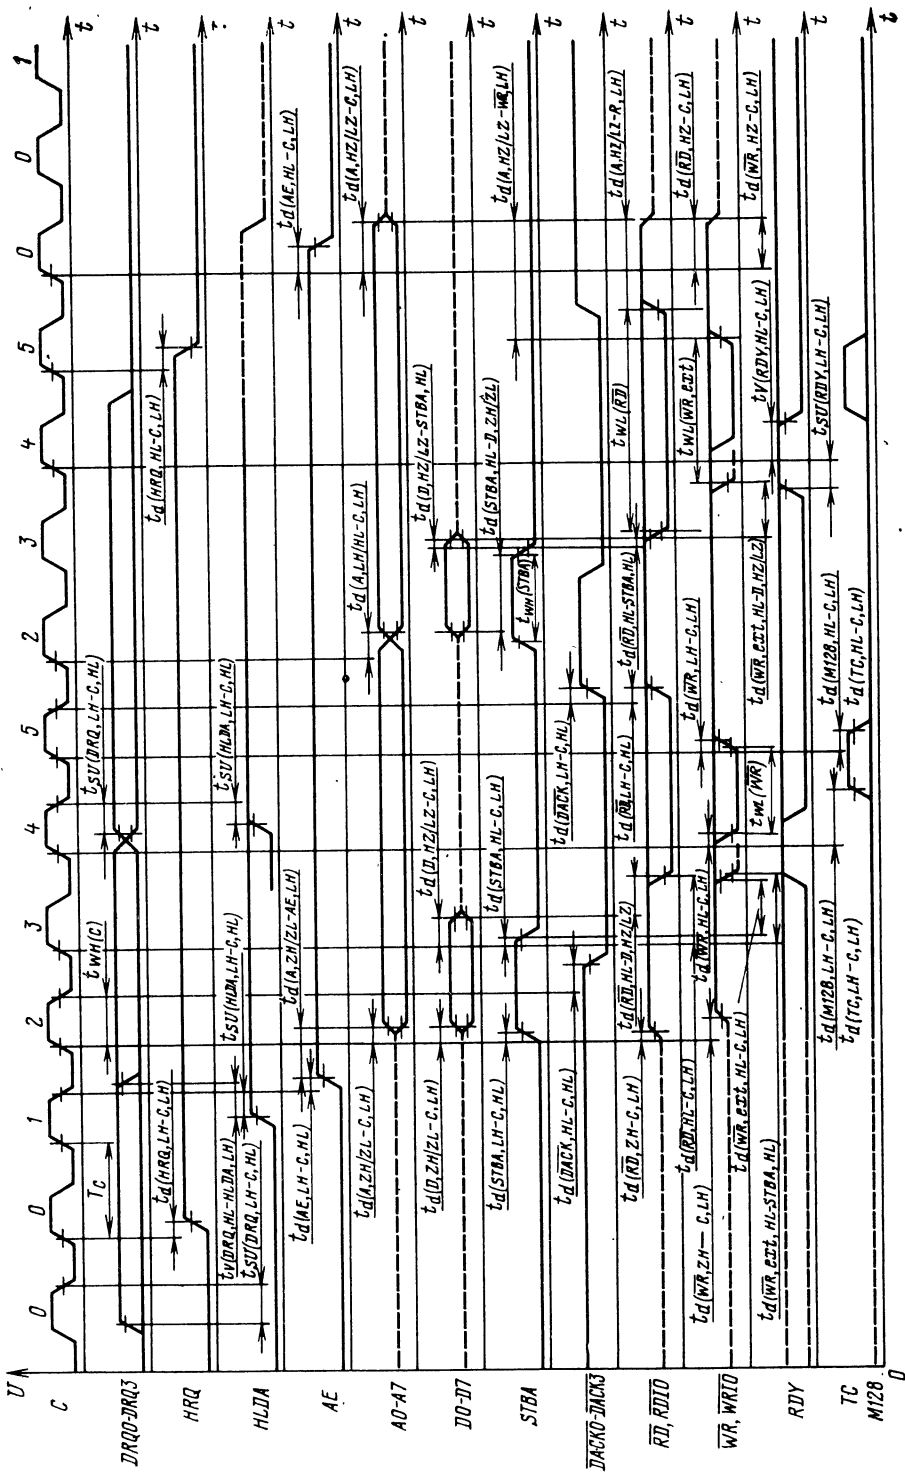 U
C
DRQ0-DRQ3
HRQ
HLDA
AE
A0-A7
D0-D7
STBA
DACK0-DACK3
RD, RDIO
WR, WRIO
RDY
TC
M128
0
0 0 1 2 3 4 5 2 3 4 5 0 0 1
t
t
t
t
t
t
t
t
t
t
t
t
Tc
tWH(C)
tSU(DRQ,LH-C,HL)
td(HRQ,LH-C,LH)
td(HRQ,HL-C,LH)
tV(DRQ,HL-HLDA,LH)
tSU(DRQ,LH-C,HL)
tSU(HLDA,LH-C,HL)
tSU(HLDA,LH-C,HL)
td(AE,LH-C,HL)
td(A,ZH/ZL-AE,LH)
td(AE,HL-C,LH)
td(A,ZH/ZL-C,LH)
td(A,LH/HL-C,LH)
td(A,HZ/LZ-C,LH)
td(D,ZH/ZL-C,LH)
td(D,HZ/LZ-C,LH)
td(D,HZ/LZ-STBA,HL)
td(STBA,LH-C,HL)
td(STBA,HL-C,LH)
tWH(STBA)
td(STBA,HL-D,ZH/ZL)
td(A,HZ/LZ-WR,LH)
td(DACK,HL-C,HL)
td(DACK,LH-C,HL)
td(RD,ZH-C,LH)
td(RD,HL-D,HZ/LZ)
td(RD,LH-C,HL)
td(RD,HL-STBA,HL)
tWL(RD)
td(A,HZ/LZ-R,LH)
td(RD,HL-C,LH)
td(RD,HZ-C,LH)
td(WR,ZH-C,LH)
td(WR,HL-C,LH)
td(WR,LH-C,LH)
tWL(WR,ext)
td(WR,HZ-C,LH)
td(WR,ext,HL-C,LH)
tWL(WR)
td(WR,ext,HL-D,HZ/LZ)
td(WR,ext,HL-STBA,HL)
tV(RDY,HL-C,LH)
tSU(RDY,LH-C,LH)
td(M128,LH-C,LH)
td(TC,LH-C,LH)
td(M128,HL-C,LH)
td(TC,HL-C,LH)